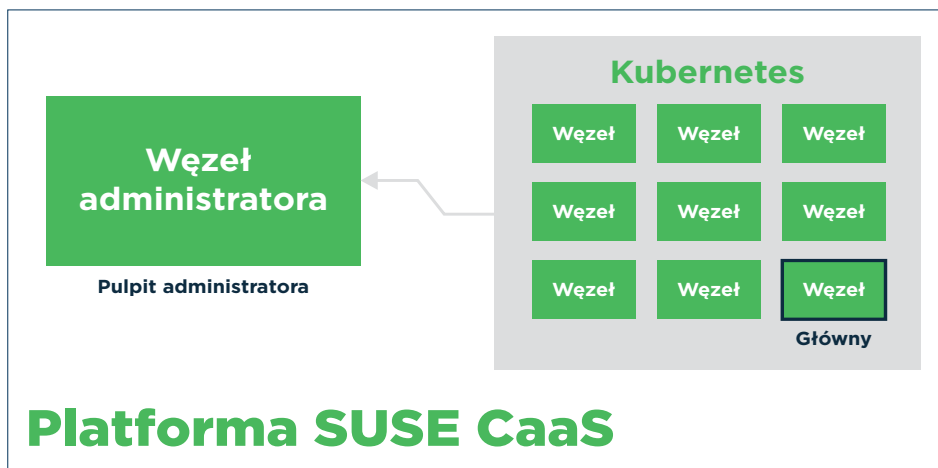 Kubernetes
Węzeł
administratora
Pulpit administratora
Węzeł Węzeł Węzeł
Węzeł Węzeł Węzeł
Węzeł Węzeł Węzeł
Główny
Platforma SUSE CaaS